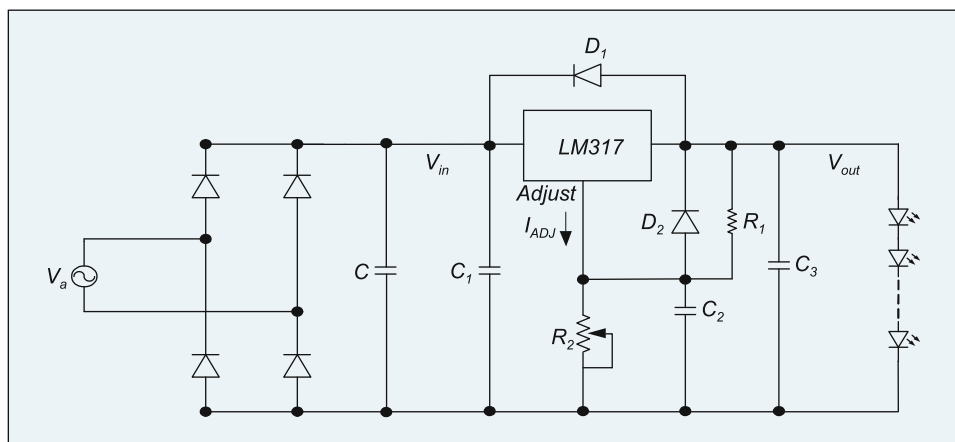 D1
LM317
Vin
Vout
Adjust
IADJ
D2
R1
Va
C
C1
C3
C2
R2